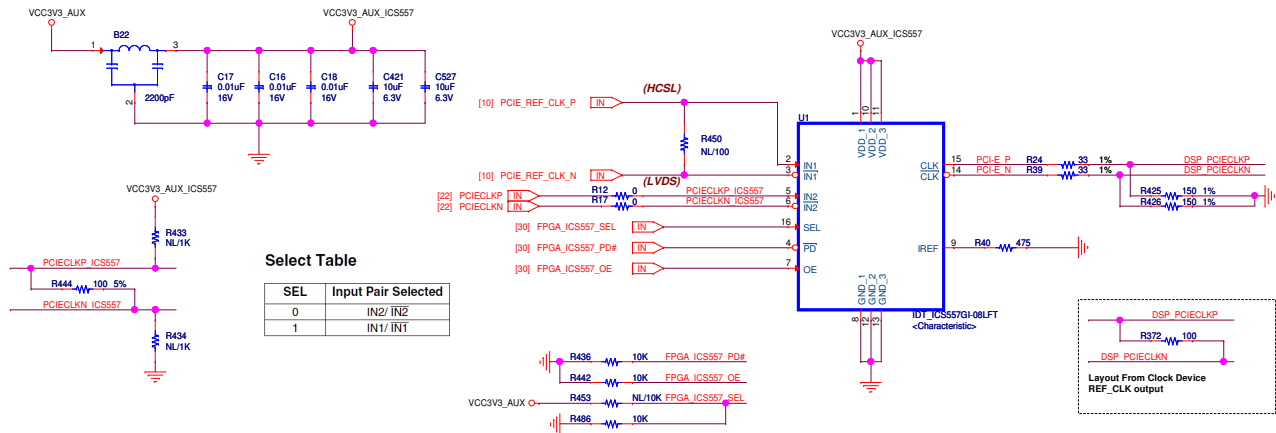 VCC3V3_AUX
VCC3V3_AUX_ICS557
B22
1
3
2
2200pF
C17
0.01uF
16V
C16
0.01uF
16V
C18
0.01uF
16V
C421
10uF
6.3V
C527
10uF
6.3V
VCC3V3_AUX_ICS557
R433
NL/1K
PCIECLKP_ICS557
R444 100 5%
PCIECLKN_ICS557
R434
NL/1K
Select Table
SEL Input Pair Selected
0 IN2/ IN2
1 IN1/ IN1
(HCSL)
[10] PCIE_REF_CLK_P IN
R450
NL/100
[10] PCIE_REF_CLK_N IN
(LVDS)
[22] PCIECLKP IN R12 0 PCIECLKP_ICS557
[22] PCIECLKN IN R17 0 PCIECLKN_ICS557
[30] FPGA_ICS557_SEL IN
[30] FPGA_ICS557_PD# IN
[30] FPGA_ICS557_OE IN
VCC3V3_AUX_ICS557
1 10 11
U1
VDD_1 VDD_2 VDD_3
2 IN1
3 IN1
5 IN2
6 IN2
16 SEL
4 PD
7 OE
CLK 15 PCI-E_P R24 33 1% DSP_PCIECLKP
CLK 14 PCI-E_N R39 33 1% DSP_PCIECLKN
R425 150 1%
R426 150 1%
IREF 9 R40 475
GND_1 GND_2 GND_3
8 12 13
IDT_ICS557GI-08LFT
<Characteristic>
R436 10K FPGA_ICS557_PD#
R442 10K FPGA_ICS557_OE
VCC3V3_AUX R453 NL/10K FPGA_ICS557_SEL
R486 10K
DSP_PCIECLKP
R372 100
DSP_PCIECLKN
Layout From Clock Device
REF_CLK output